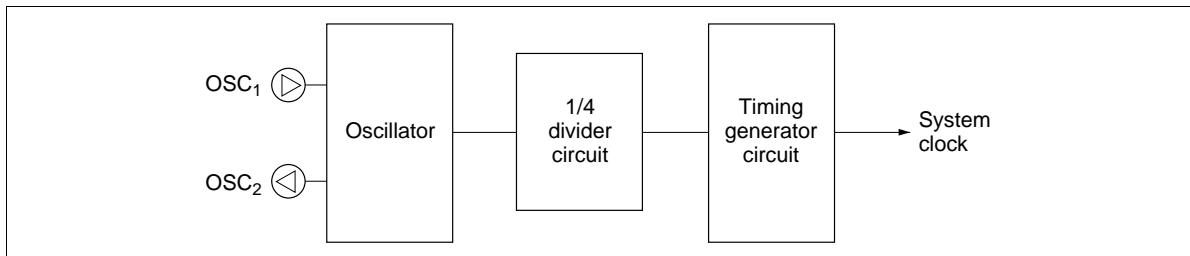 OSC1
OSC2
Oscillator
1/4
divider
circuit
Timing
generator
circuit
System
clock